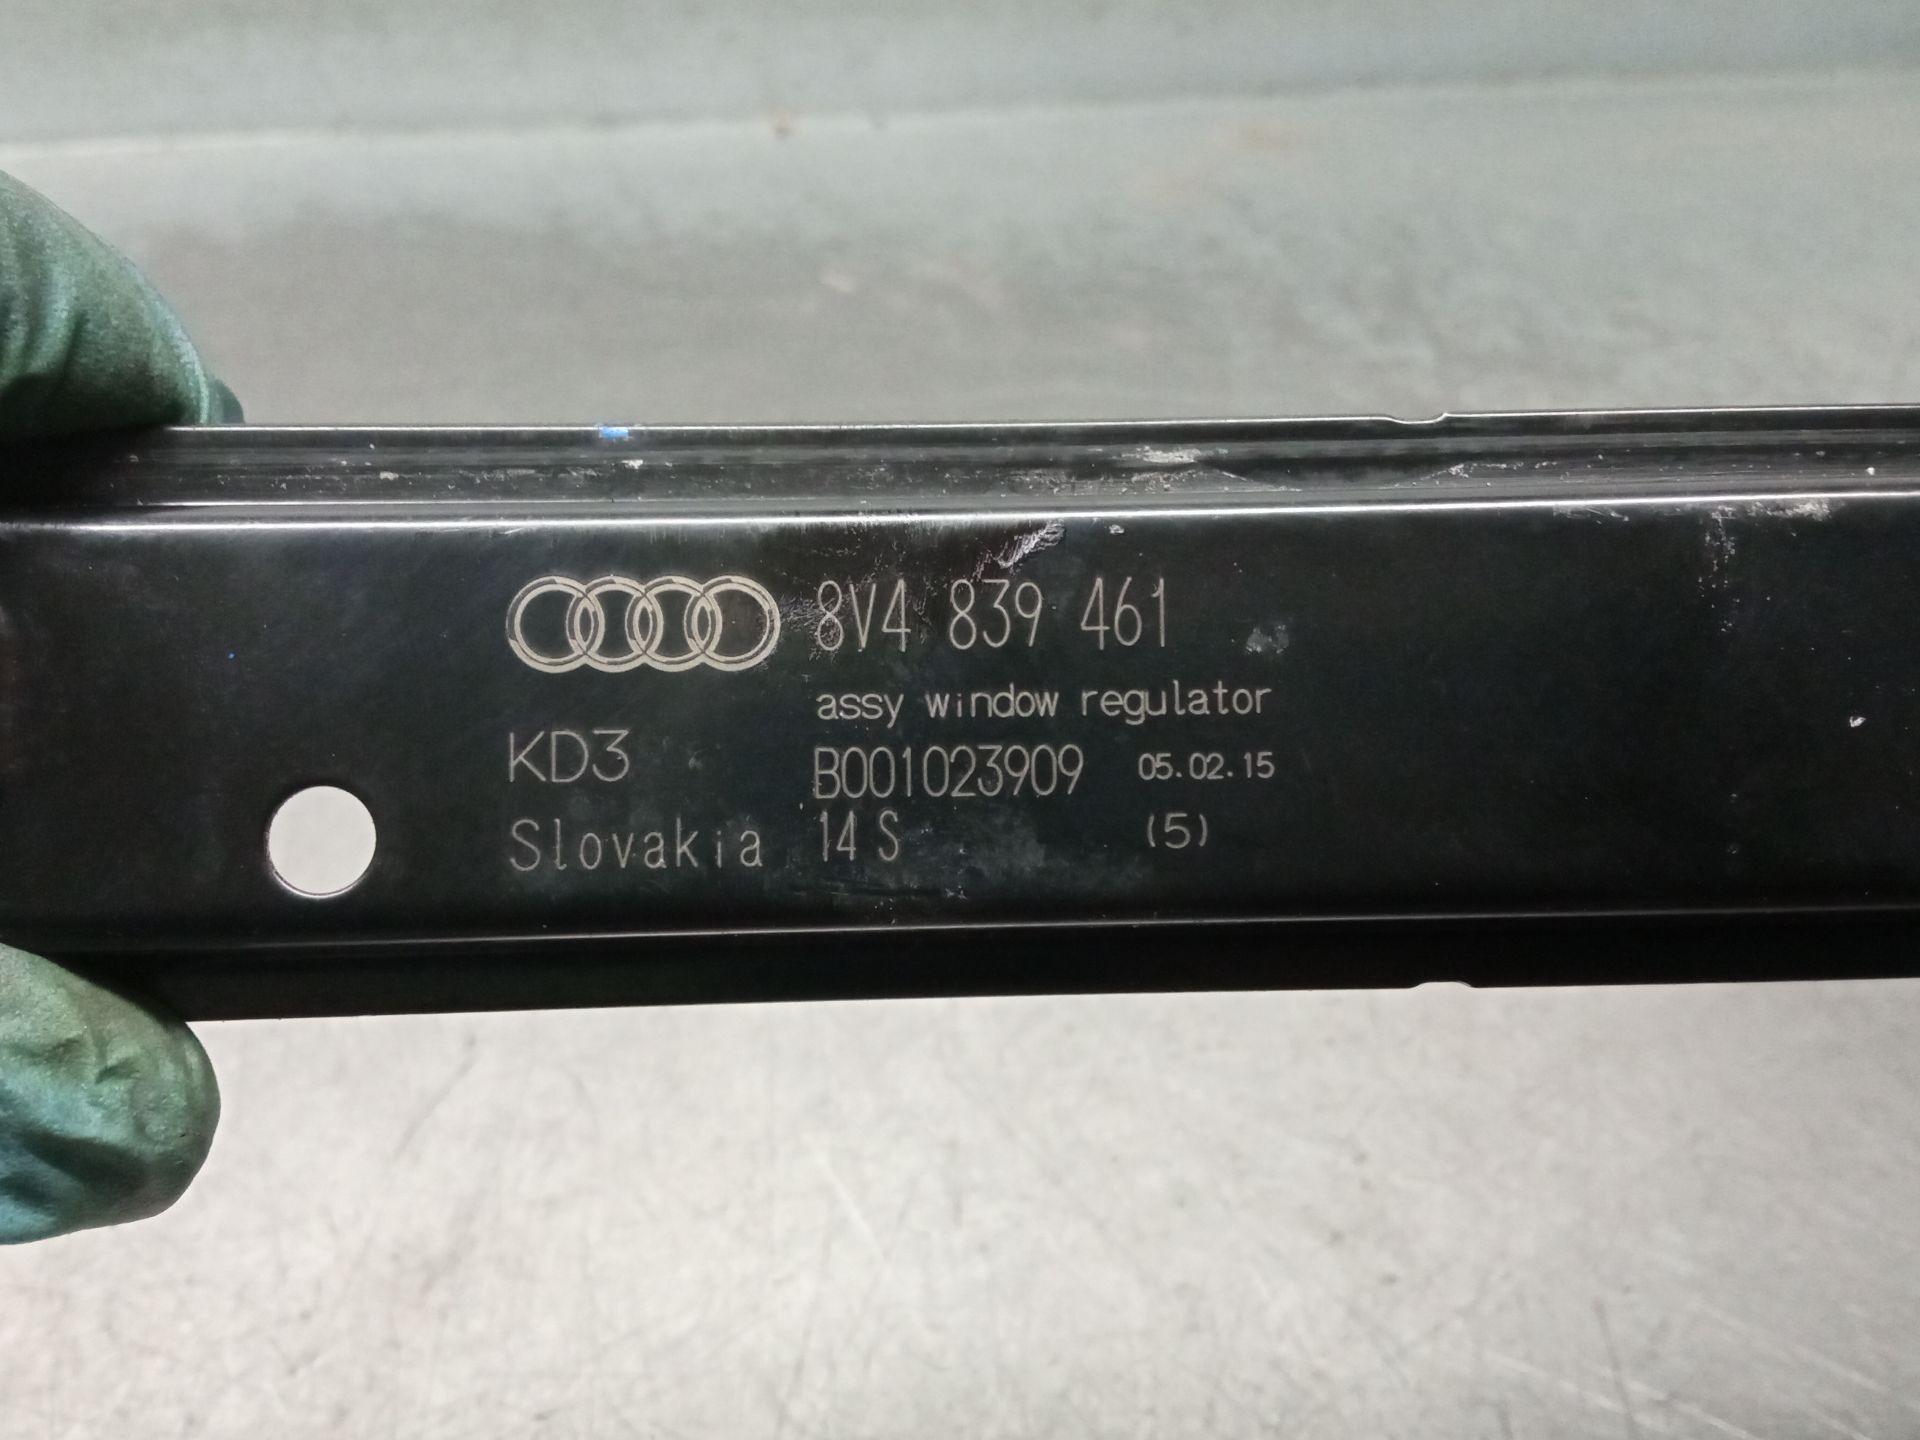 8V4 839 461
assy window regulator
KD3 B001023909 05.02.15
Slovakia 14 S (5)